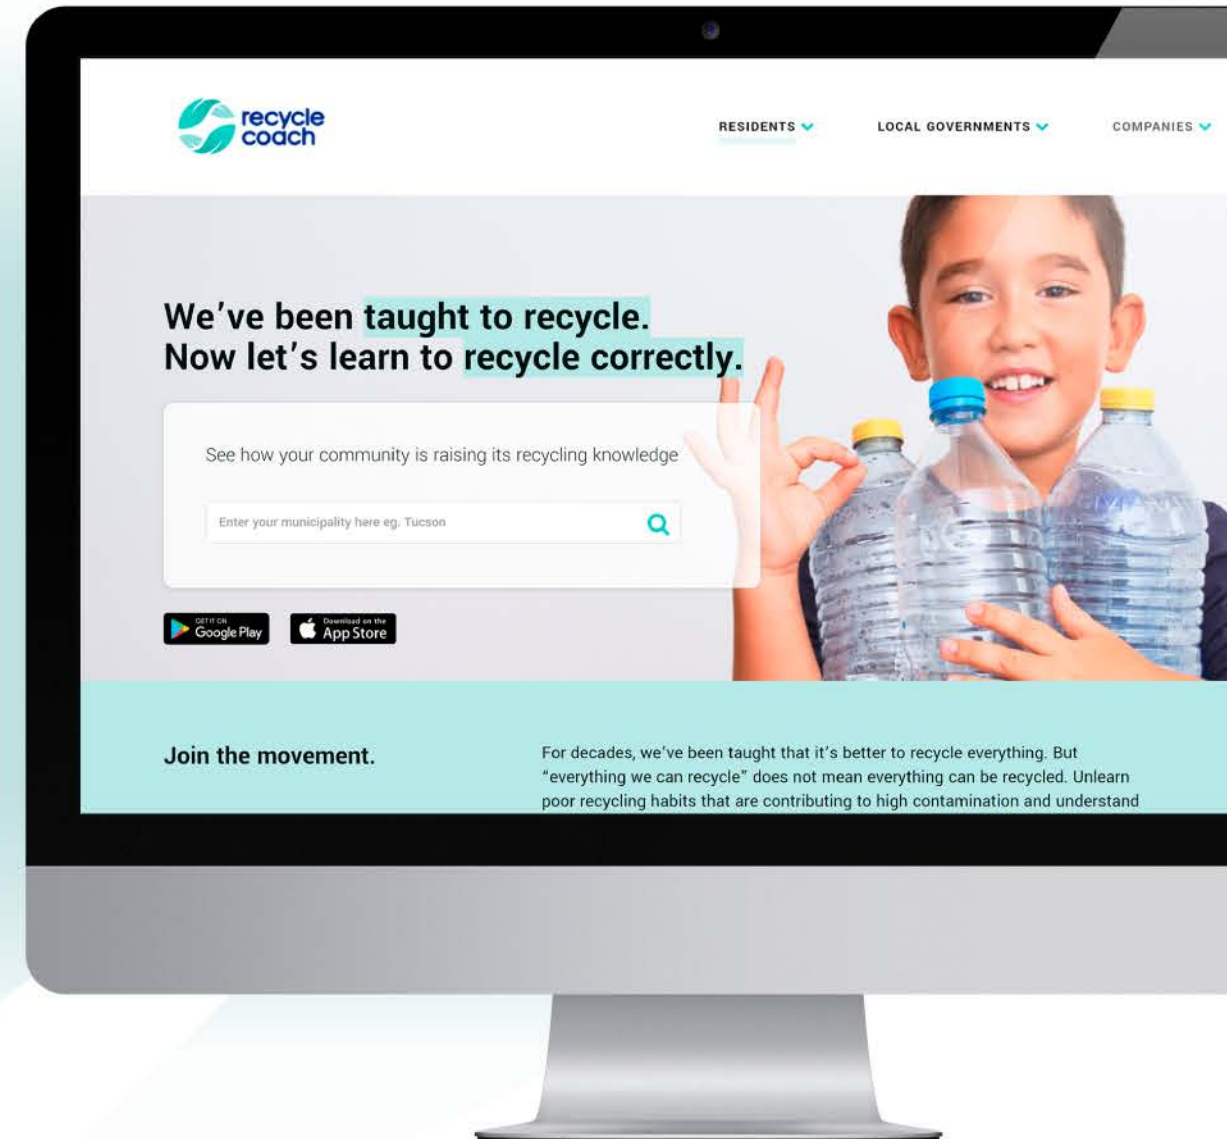 recycle
coach
RESIDENTS
LOCAL GOVERNMENTS
COMPANIES
We've been taught to recycle.
Now let's learn to recycle correctly.
See how your community is raising its recycling knowledge
Enter your municipality here eg. Tucson
GET IT ON
Google Play
Download on the
App Store
Join the movement.
For decades, we've been taught that it's better to recycle everything. But
“everything we can recycle” does not mean everything can be recycled. Unlearn
poor recycling habits that are contributing to high contamination and understand